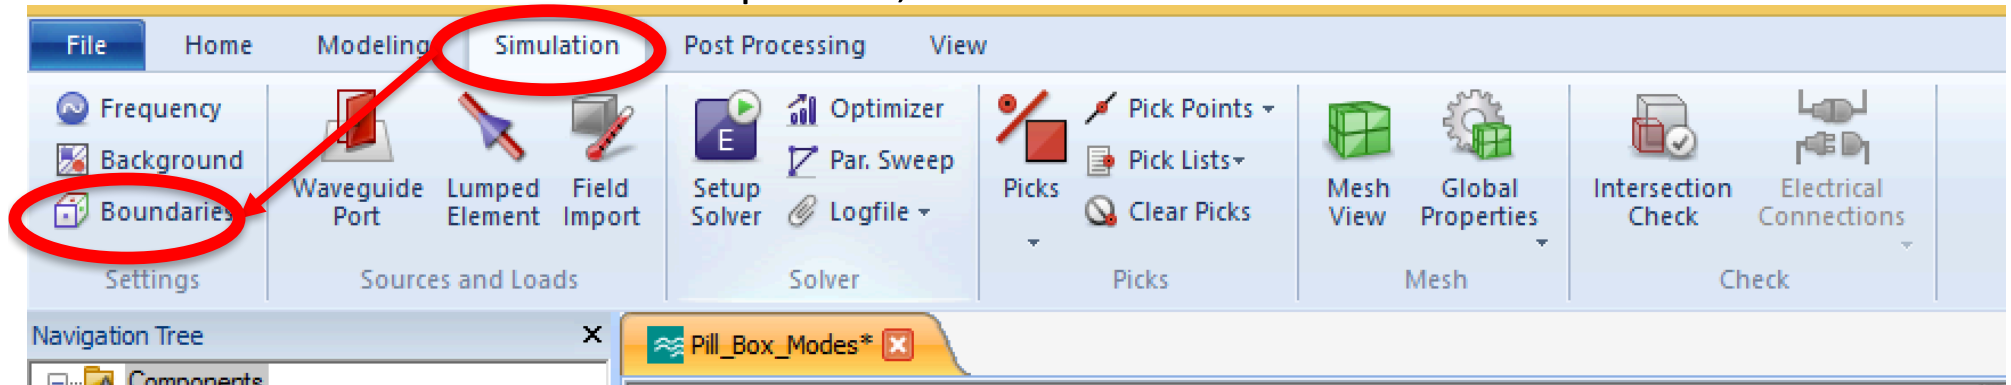 File Home Modeling Simulation Post Processing View
Frequency
Background
Boundaries
Settings
Waveguide
Port
Lumped
Element
Field
Import
Sources and Loads
E
Setup
Solver
Optimizer
Par. Sweep
Logfile
Solver
Picks
Pick Points
Pick Lists
Clear Picks
Picks
Mesh
View
Global
Properties
Mesh
Intersection
Check
Electrical
Connections
Check
Navigation Tree
Pill_Box_Modes*
Components